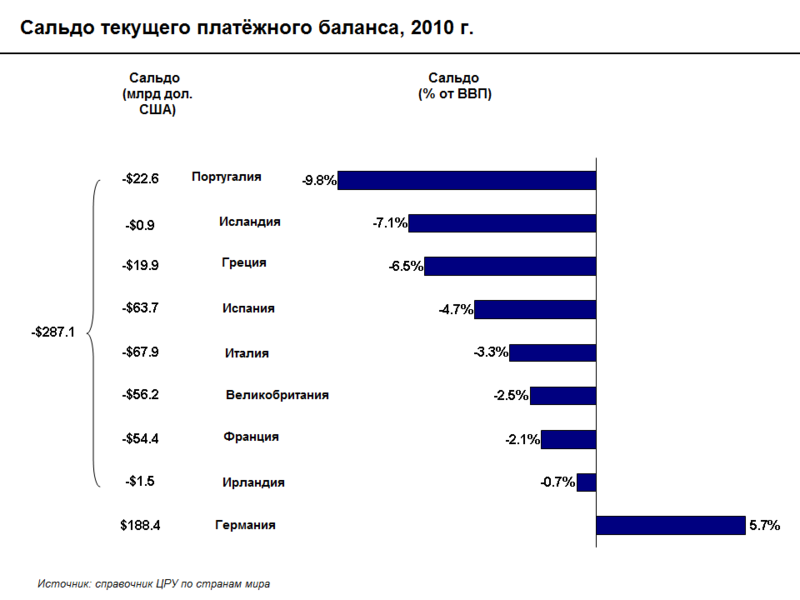 Сальдо текущего платёжного баланса, 2010 г.
Сальдо
(млрд дол.
США)
Сальдо
(% от ВВП)
-$22.6 Португалия -9.8%
-$0.9 Исландия -7.1%
-$19.9 Греция -6.5%
-$63.7 Испания -4.7%
-$287.1
-$67.9 Италия -3.3%
-$56.2 Великобритания -2.5%
-$54.4 Франция -2.1%
-$1.5 Ирландия -0.7%
$188.4 Германия 5.7%
Источник: справочник ЦРУ по странам мира